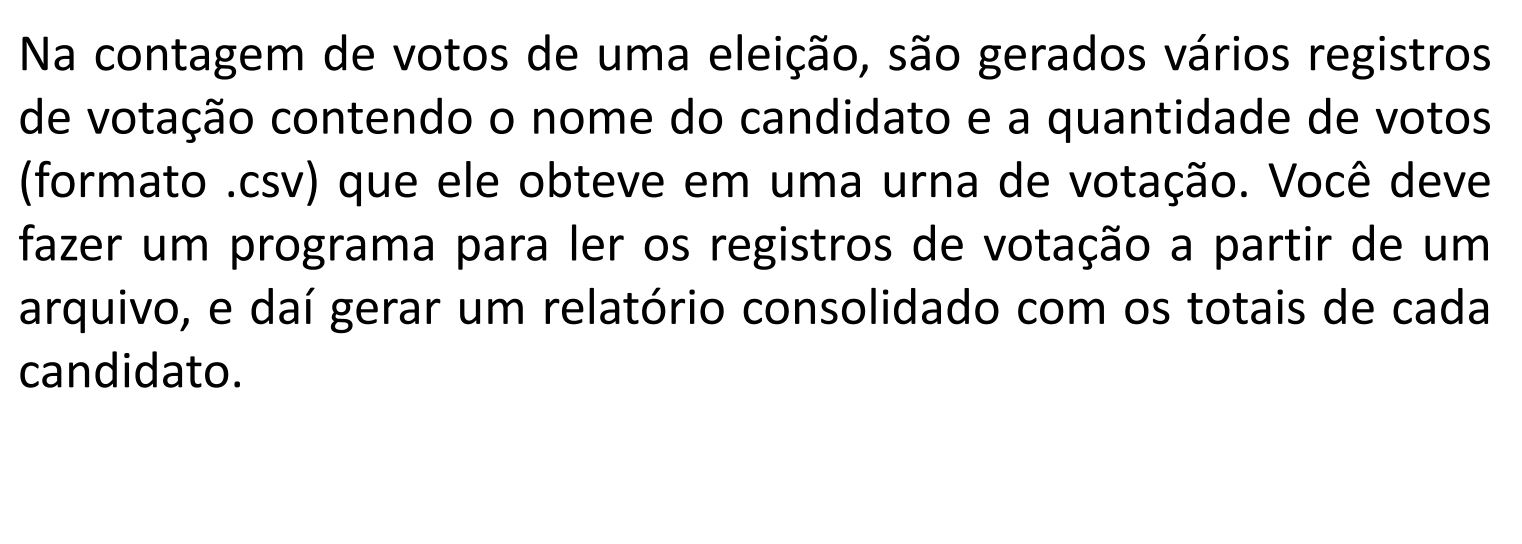 Na contagem de votos de uma eleição, são gerados vários registros
de votação contendo o nome do candidato e a quantidade de votos
(formato .csv) que ele obteve em uma urna de votação. Você deve
fazer um programa para ler os registros de votação a partir de um
arquivo, e daí gerar um relatório consolidado com os totais de cada
candidato.